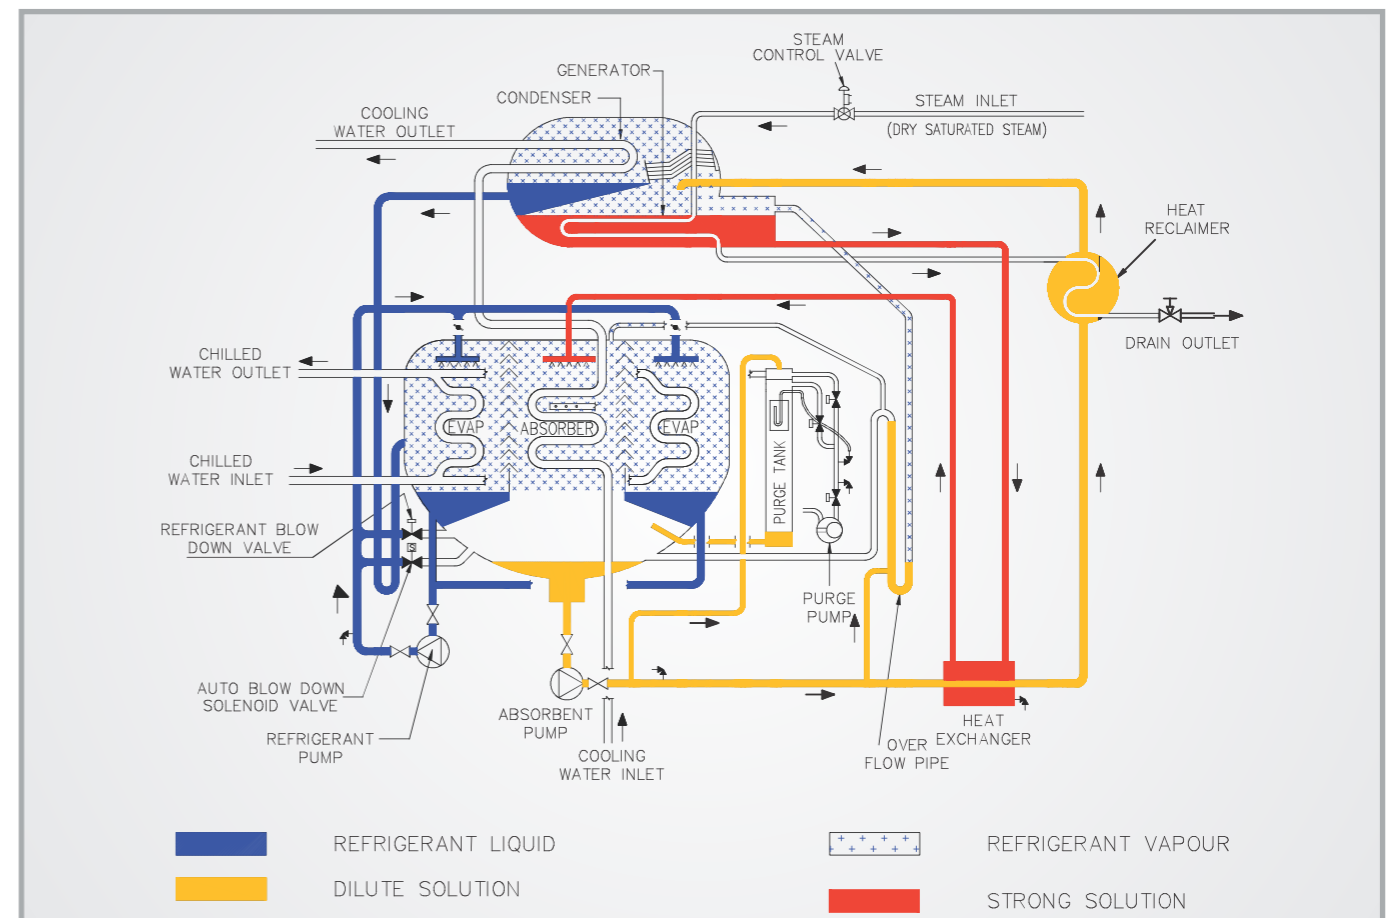 STEAM
CONTROL VALVE
GENERATOR
CONDENSER
STEAM INLET
(DRY SATURATED STEAM)
COOLING
WATER OUTLET
HEAT
RECLAIMER
DRAIN OUTLET
CHILLED
WATER OUTLET
EVAP
ABSORBER
EVAP
CHILLED
WATER INLET
PURGE TANK
REFRIGERANT BLOW
DOWN VALVE
S
PURGE
PUMP
AUTO BLOW DOWN
SOLENOID VALVE
REFRIGERANT
PUMP
ABSORBENT
PUMP
COOLING
WATER INLET
HEAT
EXCHANGER
OVER
FLOW PIPE
REFRIGERANT LIQUID
REFRIGERANT VAPOUR
DILUTE SOLUTION
STRONG SOLUTION